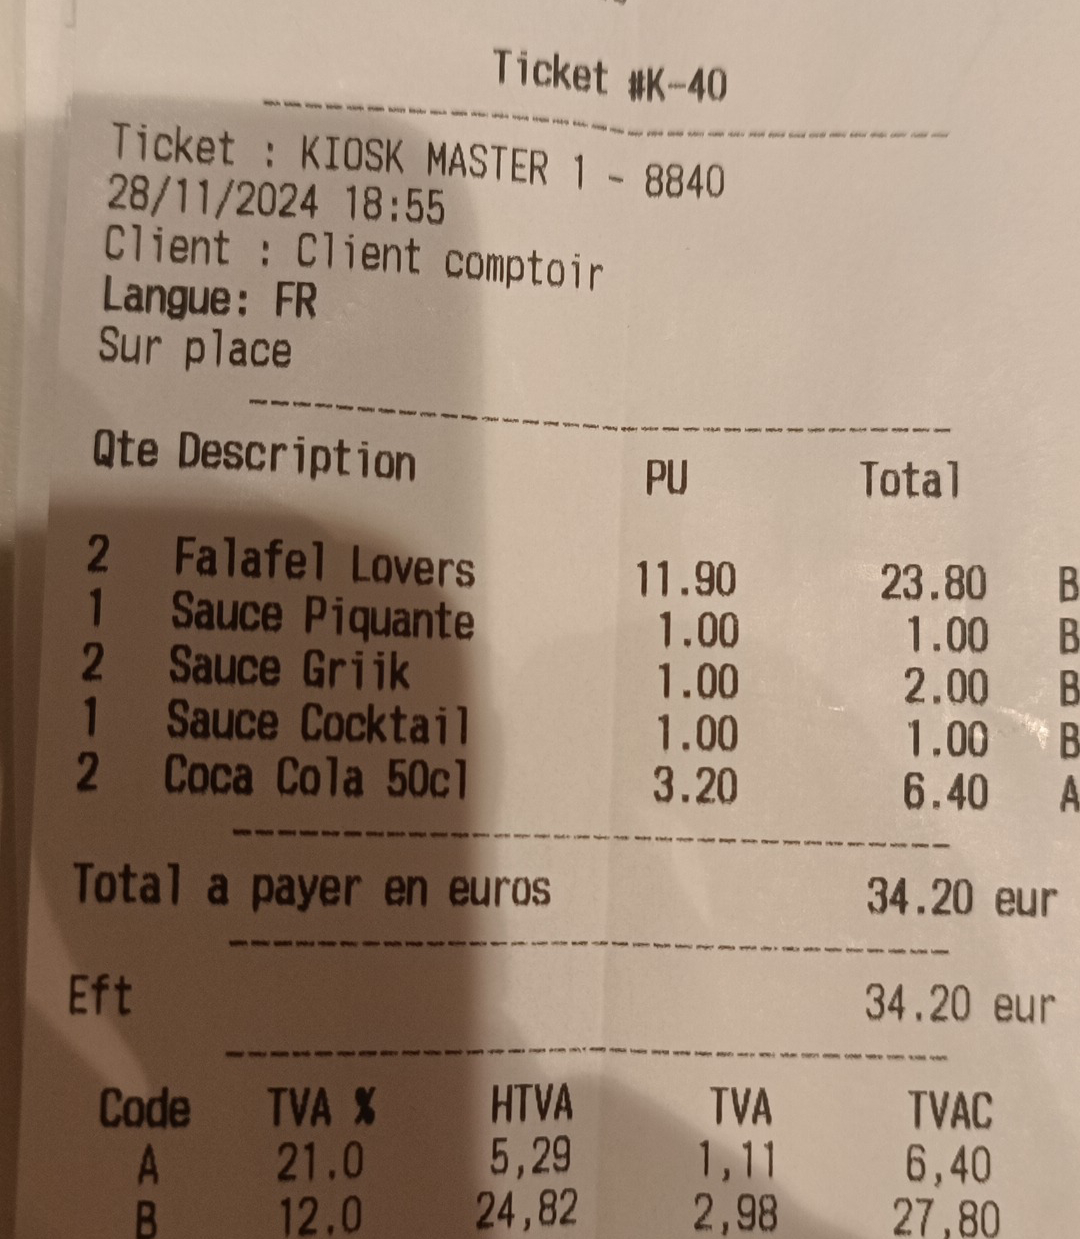 Ticket #K-40
Ticket : KIOSK MASTER 1 - 8840
28/11/2024 18:55
Client : Client comptoir
Langue: FR
Sur place
Qte Description PU Total
2 Falafel Lovers 11.90 23.80 B
1 Sauce Piquante 1.00 1.00 B
2 Sauce Griik 1.00 2.00 B
1 Sauce Cocktail 1.00 1.00 B
2 Coca Cola 50cl 3.20 6.40 A
Total a payer en euros 34.20 eur
Eft 34.20 eur
Code TVA % HTVA TVA TVAC
A 21.0 5,29 1,11 6,40
B 12.0 24,82 2,98 27,80